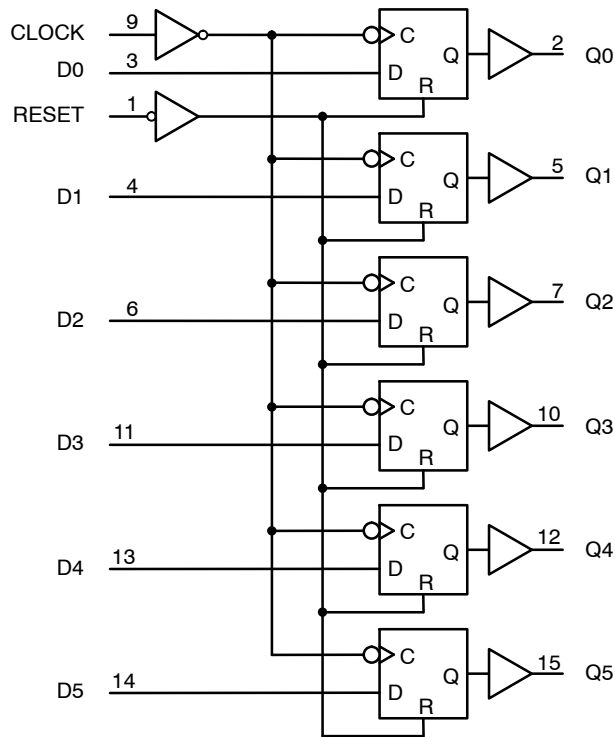 CLOCK 9 C Q 2 Q0
D0 3 D
RESET 1 R
C Q 5 Q1
D1 4 D
R
C Q 7 Q2
D2 6 D
R
C Q 10 Q3
D3 11 D
R
C Q 12 Q4
D4 13 D
R
C Q 15 Q5
D5 14 D
R